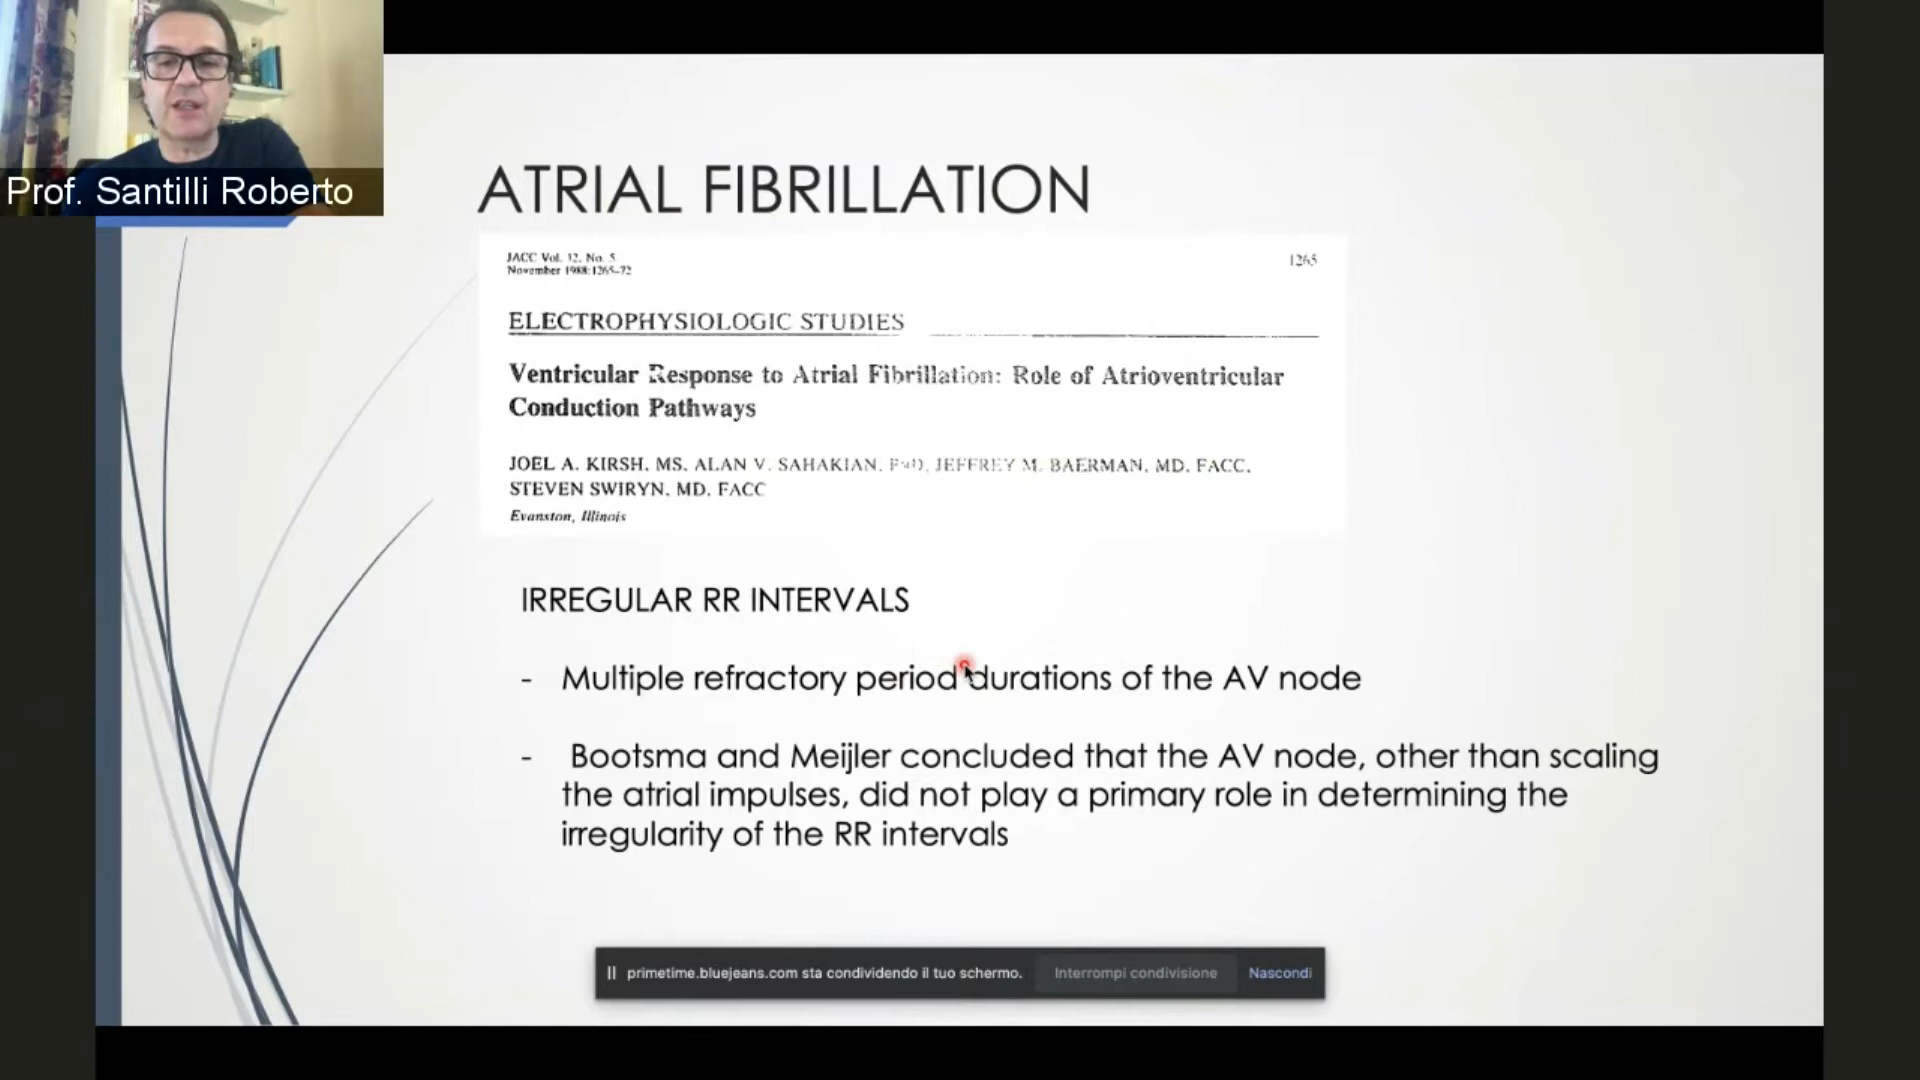 Prof. Santilli Roberto
ATRIAL FIBRILLATION
JACC Vol. 12, No. 5
November 1988:1265-72
1265
ELECTROPHYSIOLOGIC STUDIES
Ventricular Response to Atrial Fibrillation: Role of Atrioventricular
Conduction Pathways
JOEL A. KIRSH, MS, ALAN V. SAHAKIAN, PHD, JEFFREY M. BAERMAN, MD, FACC,
STEVEN SWIRYN, MD, FACC
Evanston, Illinois
IRREGULAR RR INTERVALS
- Multiple refractory period durations of the AV node
- Bootsma and Meijler concluded that the AV node, other than scaling
the atrial impulses, did not play a primary role in determining the
irregularity of the RR intervals
primetime.bluejeans.com sta condividendo il tuo schermo. Interrompi condivisione Nascondi